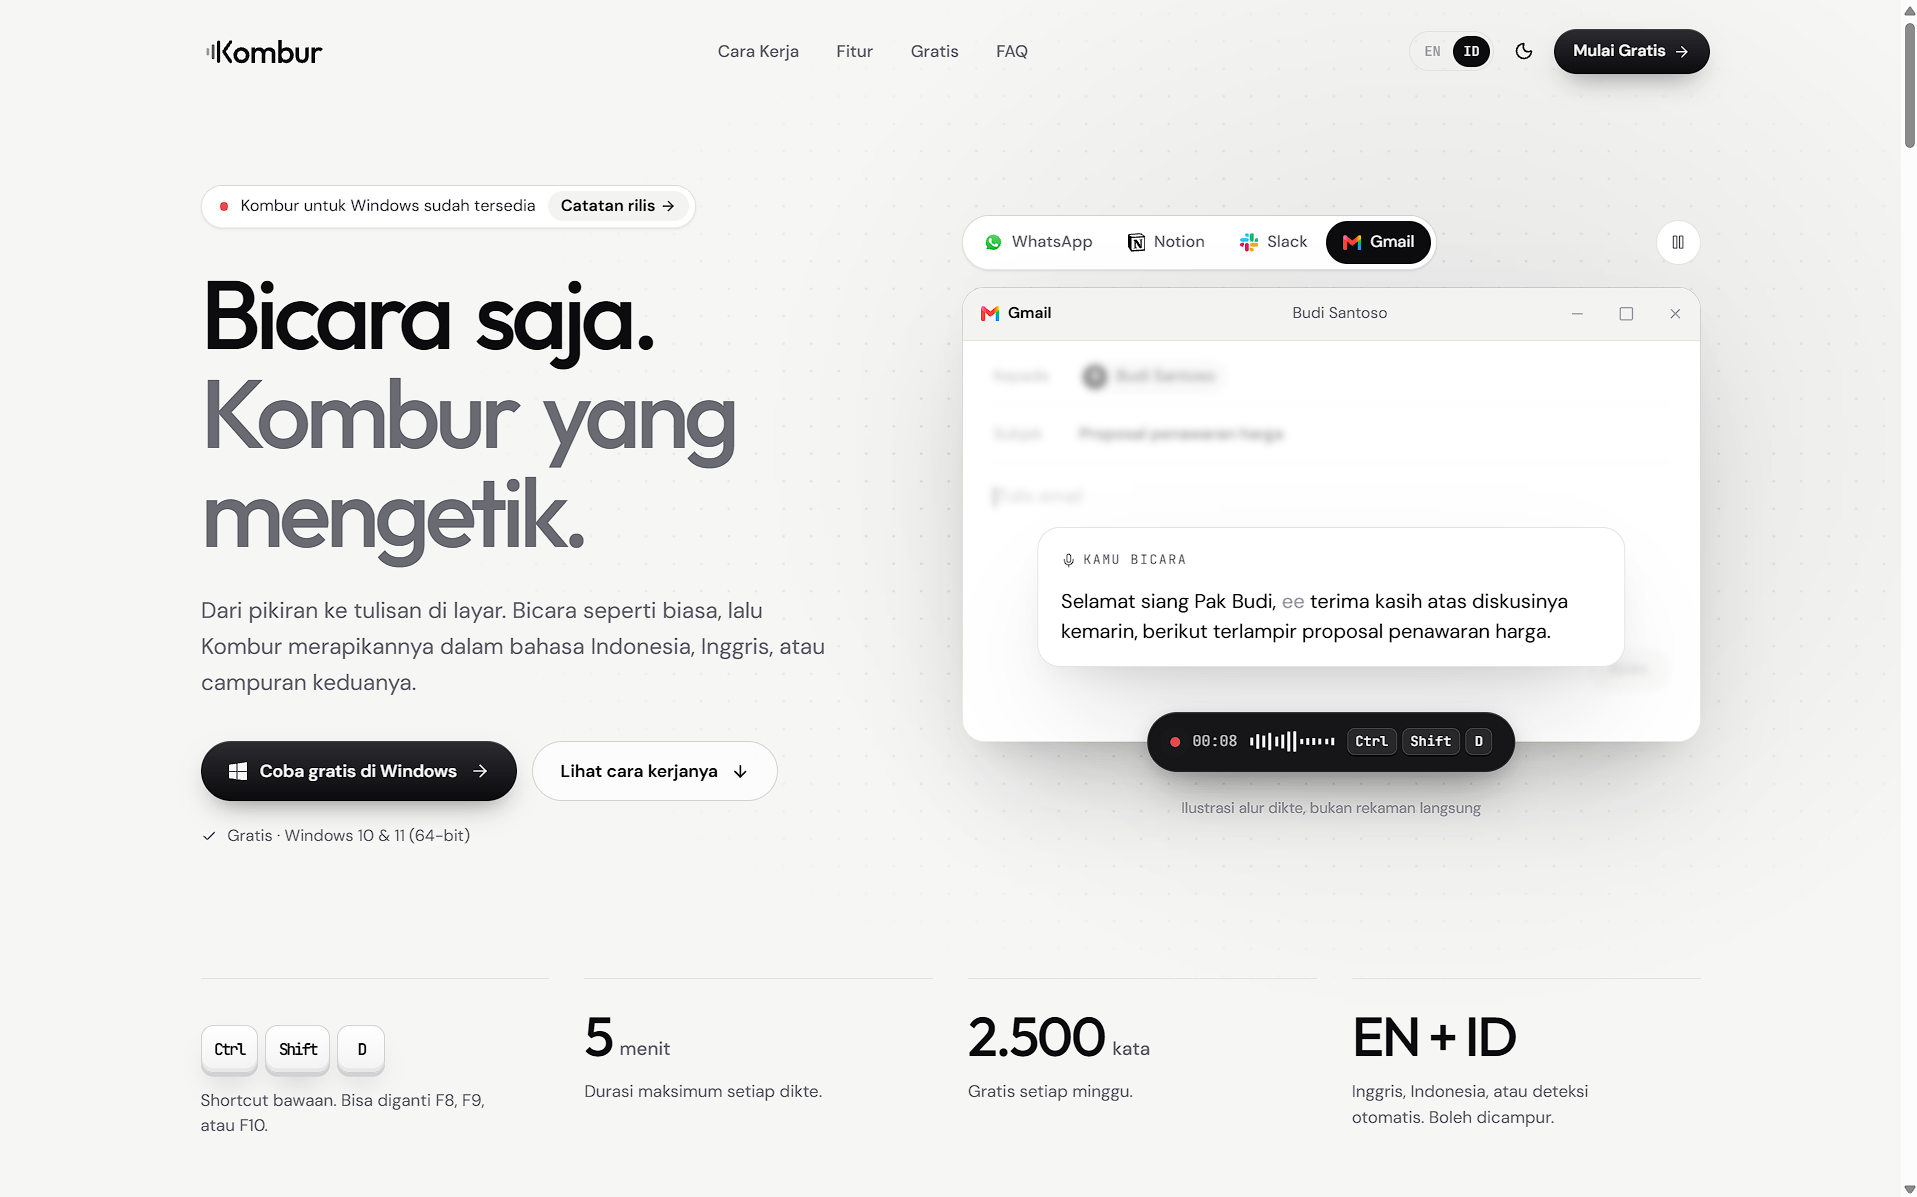 Kombur
Cara Kerja
Fitur
Gratis
FAQ
EN
ID
Mulai Gratis →
Kombur untuk Windows sudah tersedia
Catatan rilis →
Bicara saja.
Kombur yang
mengetik.
Dari pikiran ke tulisan di layar. Bicara seperti biasa, lalu
Kombur merapikannya dalam bahasa Indonesia, Inggris, atau
campuran keduanya.
Coba gratis di Windows →
Lihat cara kerjanya ↓
Gratis · Windows 10 & 11 (64-bit)
WhatsApp
Notion
Slack
Gmail
Gmail
Budi Santoso
Budi Santoso
Proposal penawaran harga
KAMU BICARA
Selamat siang Pak Budi, ee terima kasih atas diskusinya
kemarin, berikut terlampir proposal penawaran harga.
00:08
Ctrl
Shift
D
Ilustrasi alur dikte, bukan rekaman langsung
Ctrl
Shift
D
Shortcut bawaan. Bisa diganti F8, F9,
atau F10.
5 menit
Durasi maksimum setiap dikte.
2.500 kata
Gratis setiap minggu.
EN + ID
Inggris, Indonesia, atau deteksi
otomatis. Boleh dicampur.